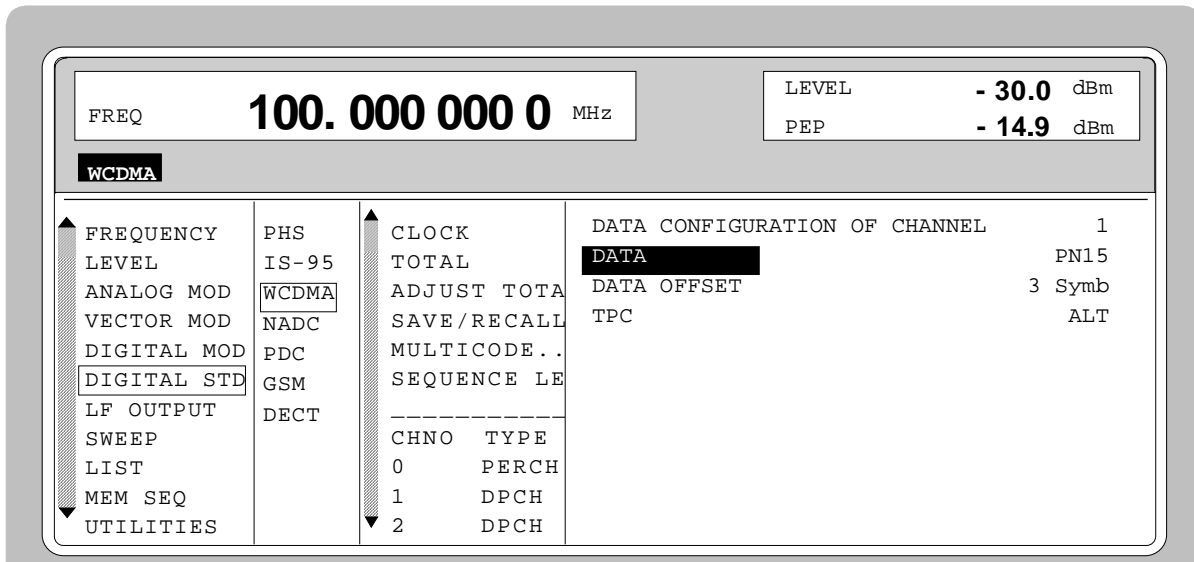 FREQ 100. 000 000 0 MHz
LEVEL - 30.0 dBm
PEP - 14.9 dBm
WCDMA
FREQUENCY
LEVEL
ANALOG MOD
VECTOR MOD
DIGITAL MOD
DIGITAL STD
LF OUTPUT
SWEEP
LIST
MEM SEQ
UTILITIES
PHS
IS-95
WCDMA
NADC
PDC
GSM
DECT
CLOCK
TOTAL
ADJUST TOTA
SAVE/RECALL
MULTICODE..
SEQUENCE LE
___________
CHNO TYPE
0 PERCH
1 DPCH
2 DPCH
DATA CONFIGURATION OF CHANNEL 1
DATA PN15
DATA OFFSET 3 Symb
TPC ALT